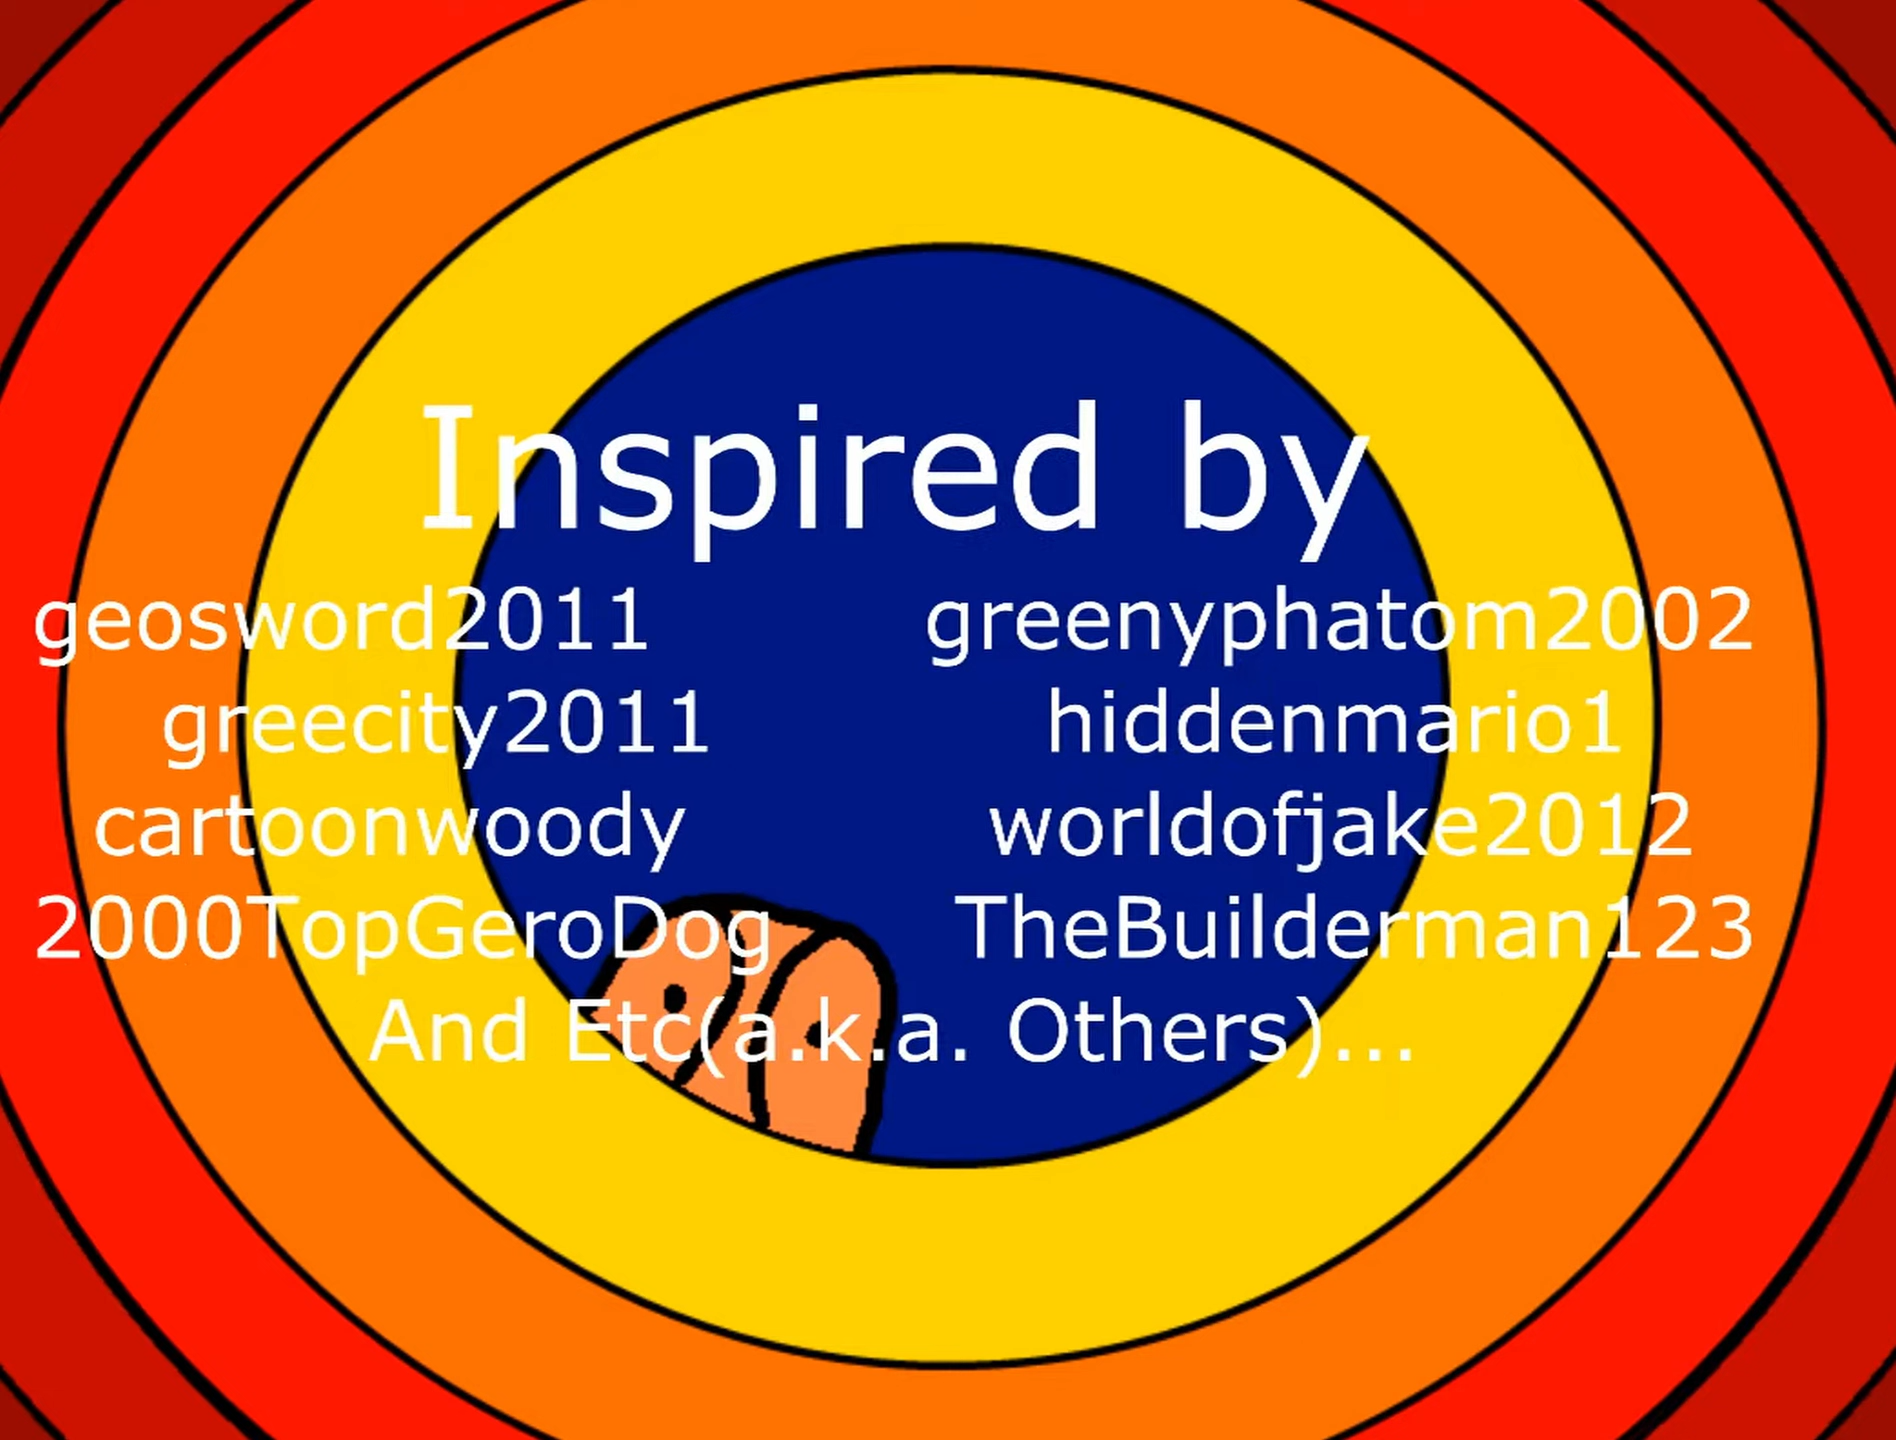 Inspired by
geosword2011 greenyphatom2002
greecity2011 hiddenmario1
cartoonwoody worldofjake2012
2000TopGeroDog TheBuilderman123
And Etc(a.k.a. Others)...